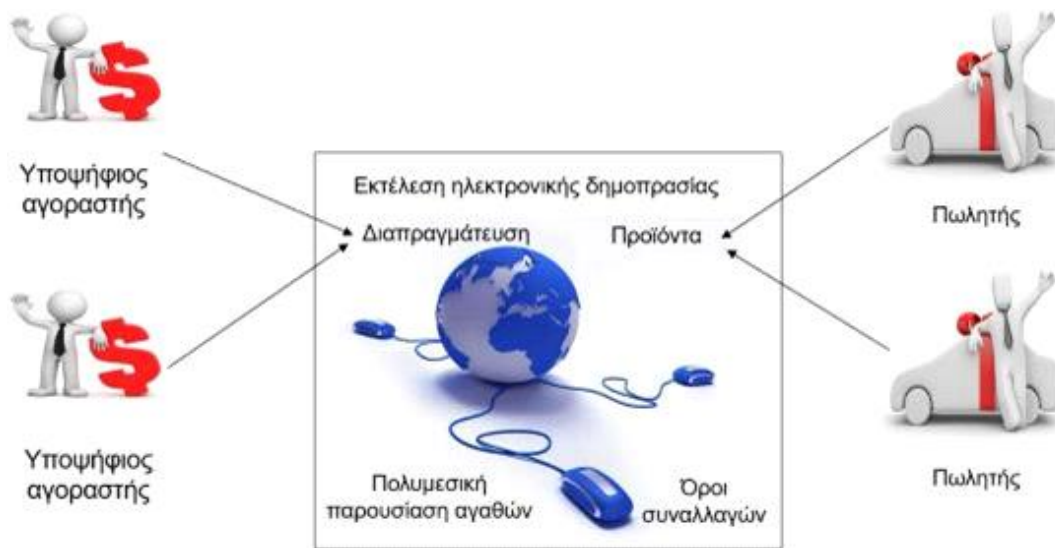 Υποψήφιος
αγοραστής
Υποψήφιος
αγοραστής
Εκτέλεση ηλεκτρονικής δημοπρασίας
Διαπραγμάτευση
Προϊόντα
Πολυμεσική
παρουσίαση αγαθών
Όροι
συναλλαγών
Πωλητής
Πωλητής